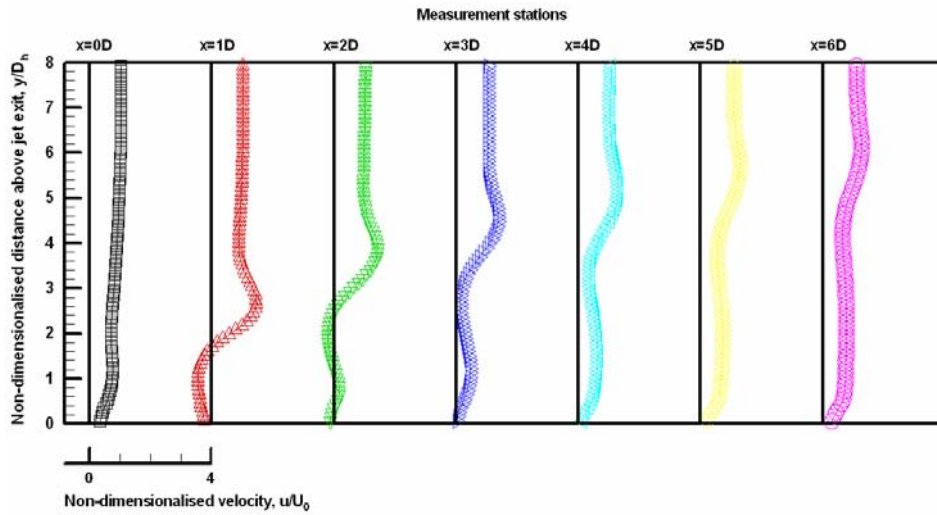 Measurement stations
x=0D x=1D x=2D x=3D x=4D x=5D x=6D
Non-dimensionalised distance above jet exit, y/Dh
8
7
6
5
4
3
2
1
0
0 4
Non-dimensionalised velocity, u/U0